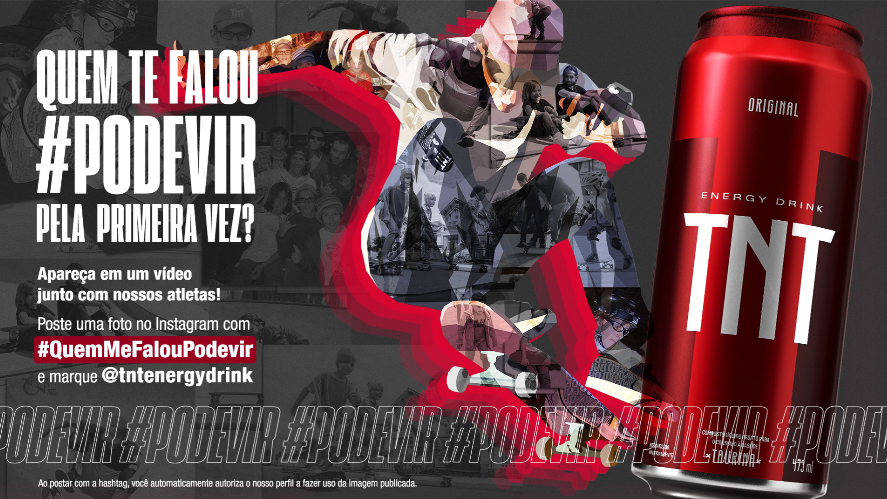 QUEM TE FALOU
#PODEVIR
PELA PRIMEIRA VEZ?
Apareça em um vídeo
junto com nossos atletas!
Poste uma foto no Instagram com
#QuemMeFalouPodevir
e marque @tntenergydrink
ORIGINAL
ENERGY DRINK
TNT
TAURINA
473ml
PODEVIR #PODEVIR #PODEVIR #PODEVIR #PODEVIR #PODEV
Ao postar com a hashtag, você automaticamente autoriza o nosso perfil a fazer uso da imagem publicada.